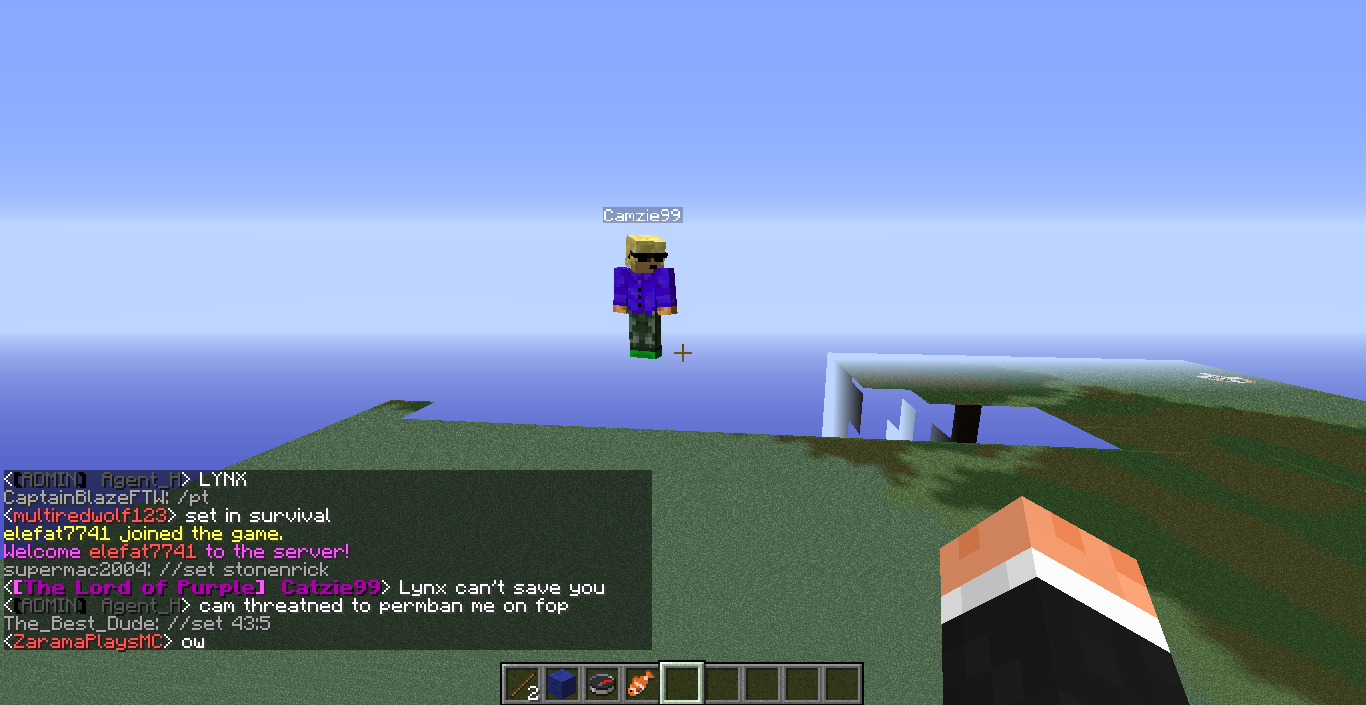 Camzie99
<[ADMIN] Agent_H> LYNX
CaptainBlazeFTW: /pt
<multiredwolf123> set in survival
elefat7741 joined the game.
Welcome elefat7741 to the server!
supermac2004: //set stonenrick
<[The Lord of Purple] Catzie99> Lynx can't save you
<[ADMIN] Agent_H> cam threatned to permban me on fop
The_Best_Dude: //set 43:5
<ZaramaPlaysMC> ow
2